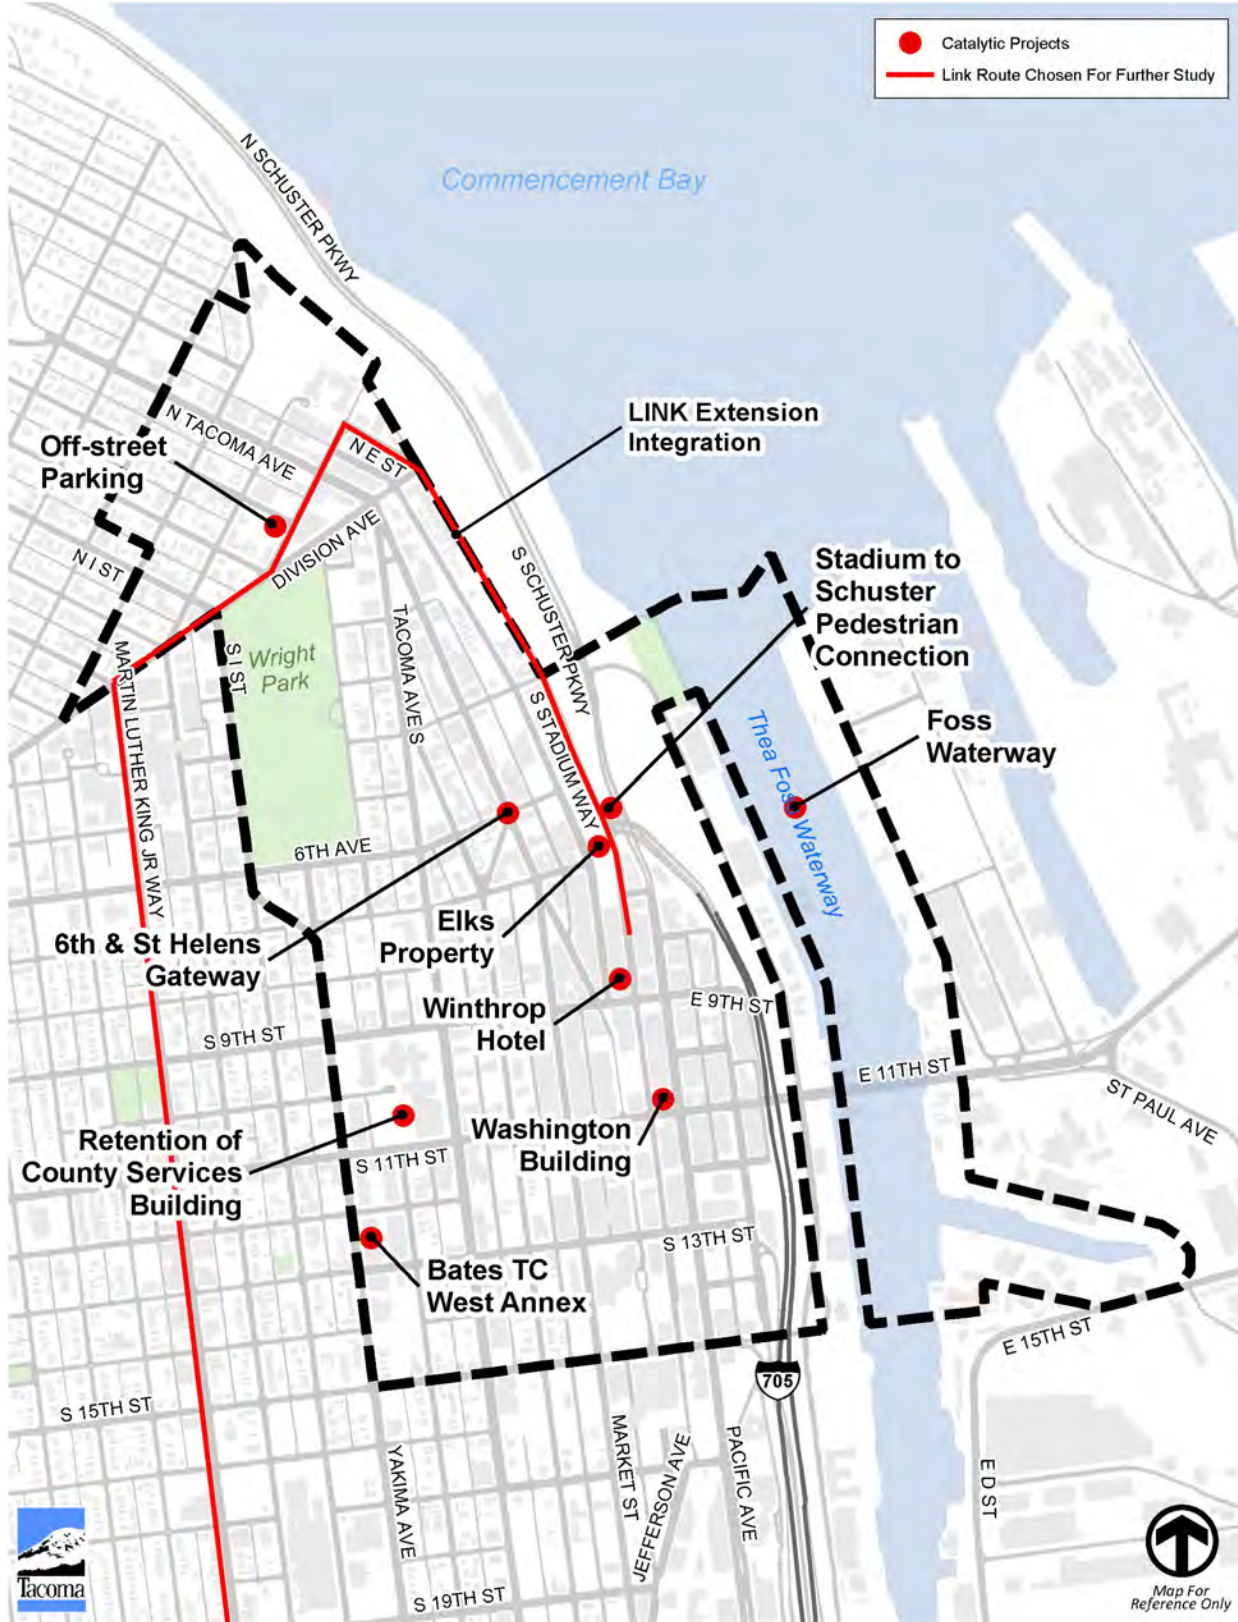 Catalytic Projects
Link Route Chosen For Further Study
N SCHUSTER PKWY
Commencement Bay
LINK Extension
Integration
N TACOMA AVE
N E ST
Off-street
Parking
DIVISION AVE
N I ST
S SCHUSTER PKWY
Stadium to
Schuster
Pedestrian
Connection
TACOMA AVE S
MARTIN LUTHER KING JR WAY
S I ST
Wright
Park
S STADIUM WAY
Thea Foss Waterway
Foss
Waterway
6TH AVE
6th & St Helens
Gateway
Elks
Property
Winthrop
Hotel
E 9TH ST
S 9TH ST
E 11TH ST
ST PAUL AVE
Retention of
County Services
Building
S 11TH ST
Washington
Building
S 13TH ST
Bates TC
West Annex
E 15TH ST
705
S 15TH ST
YAKIMA AVE
MARKET ST
JEFFERSON AVE
PACIFIC AVE
E D ST
S 19TH ST
Tacoma
Map For
Reference Only